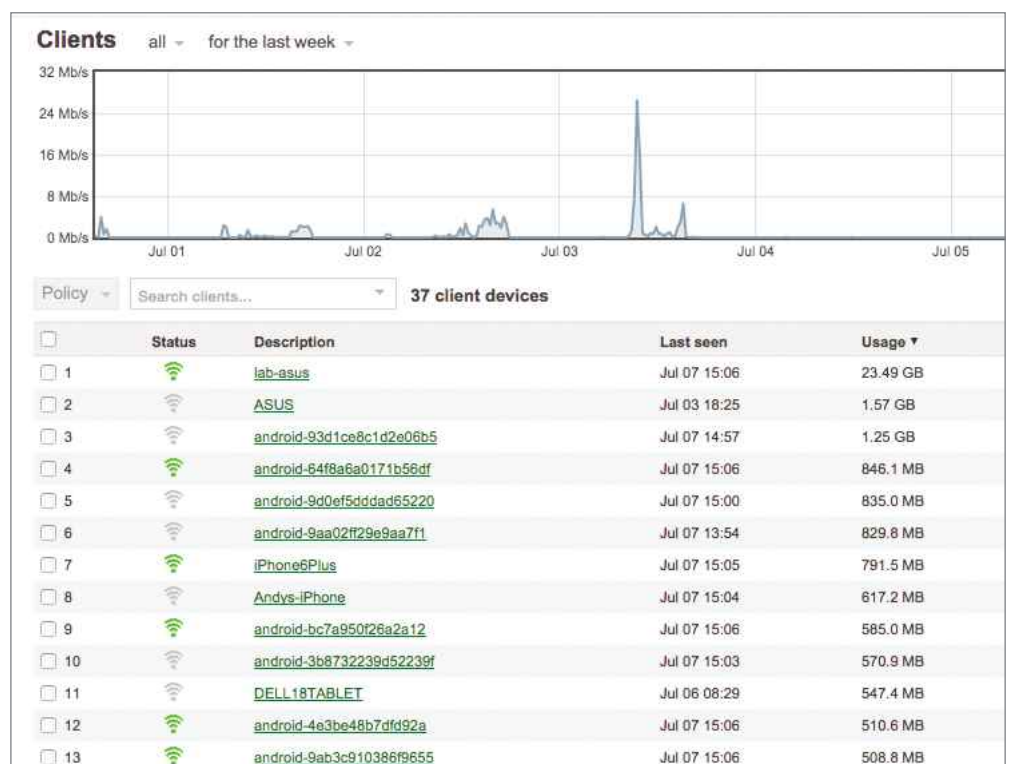 Clients all for the last week
32 Mb/s
24 Mb/s
16 Mb/s
8 Mb/s
0 Mb/s
Jul 01 Jul 02 Jul 03 Jul 04 Jul 05
Policy Search clients... 37 client devices
Status Description Last seen Usage ▼
1 lab-asus Jul 07 15:06 23.49 GB
2 ASUS Jul 03 18:25 1.57 GB
3 android-93d1ce8c1d2e06b5 Jul 07 14:57 1.25 GB
4 android-64f8a6a0171b56df Jul 07 15:06 846.1 MB
5 android-9d0ef5dddad65220 Jul 07 15:00 835.0 MB
6 android-9aa02ff29e9aa7f1 Jul 07 13:54 829.8 MB
7 iPhone6Plus Jul 07 15:05 791.5 MB
8 Andys-iPhone Jul 07 15:04 617.2 MB
9 android-bc7a950f26a2a12 Jul 07 15:06 585.0 MB
10 android-3b8732239d52239f Jul 07 15:03 570.9 MB
11 DELL18TABLET Jul 06 08:29 547.4 MB
12 android-4e3be48b7dfd92a Jul 07 15:06 510.6 MB
13 android-9ab3c910386f9655 Jul 07 15:06 508.8 MB